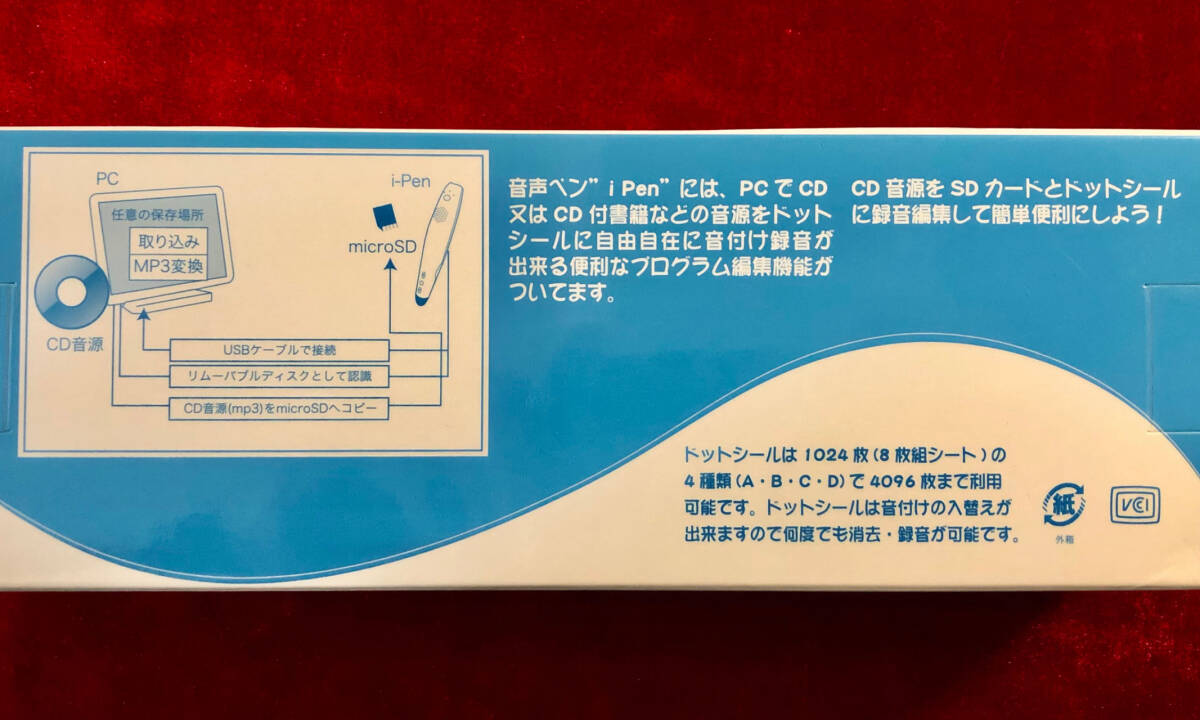 PC
任意の保存場所
取り込み
MP3変換
CD音源
i-Pen
microSD
USBケーブルで接続
リムーバブルディスクとして認識
CD音源(mp3)をmicroSDへコピー
音声ペン”i Pen”には、PCでCD
又はCD付書籍などの音源をドット
シールに自由自在に音付け録音が
出来る便利なプログラム編集機能が
ついてます。
CD音源をSDカードとドットシール
に録音編集して簡単便利にしよう！
ドットシールは1024枚(8枚組シート)の
4種類(A・B・C・D)で4096枚まで利用
可能です。ドットシールは音付けの入替えが
出来ますので何度でも消去・録音が可能です。
紙
外箱
VCI